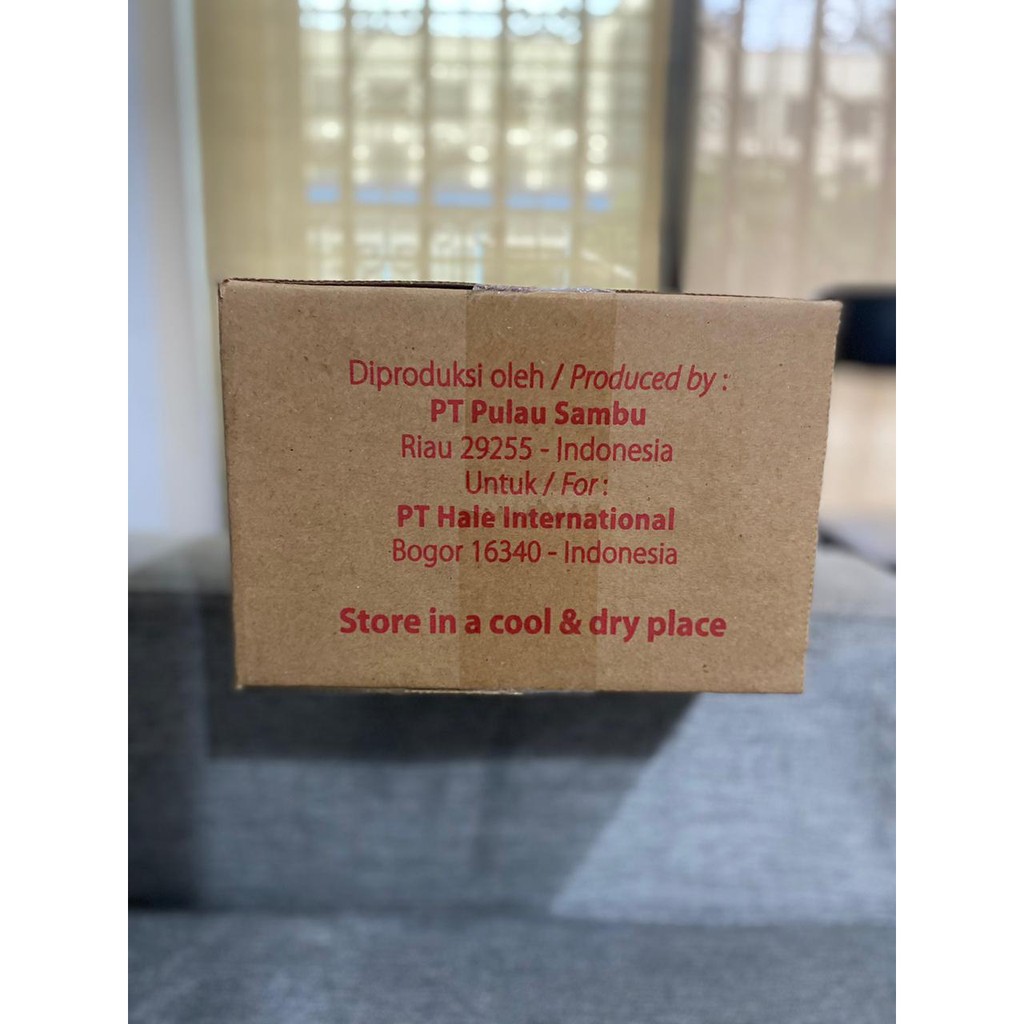 Diproduksi oleh / Produced by :
PT Pulau Sambu
Riau 29255 - Indonesia
Untuk / For :
PT Hale International
Bogor 16340 - Indonesia
Store in a cool & dry place